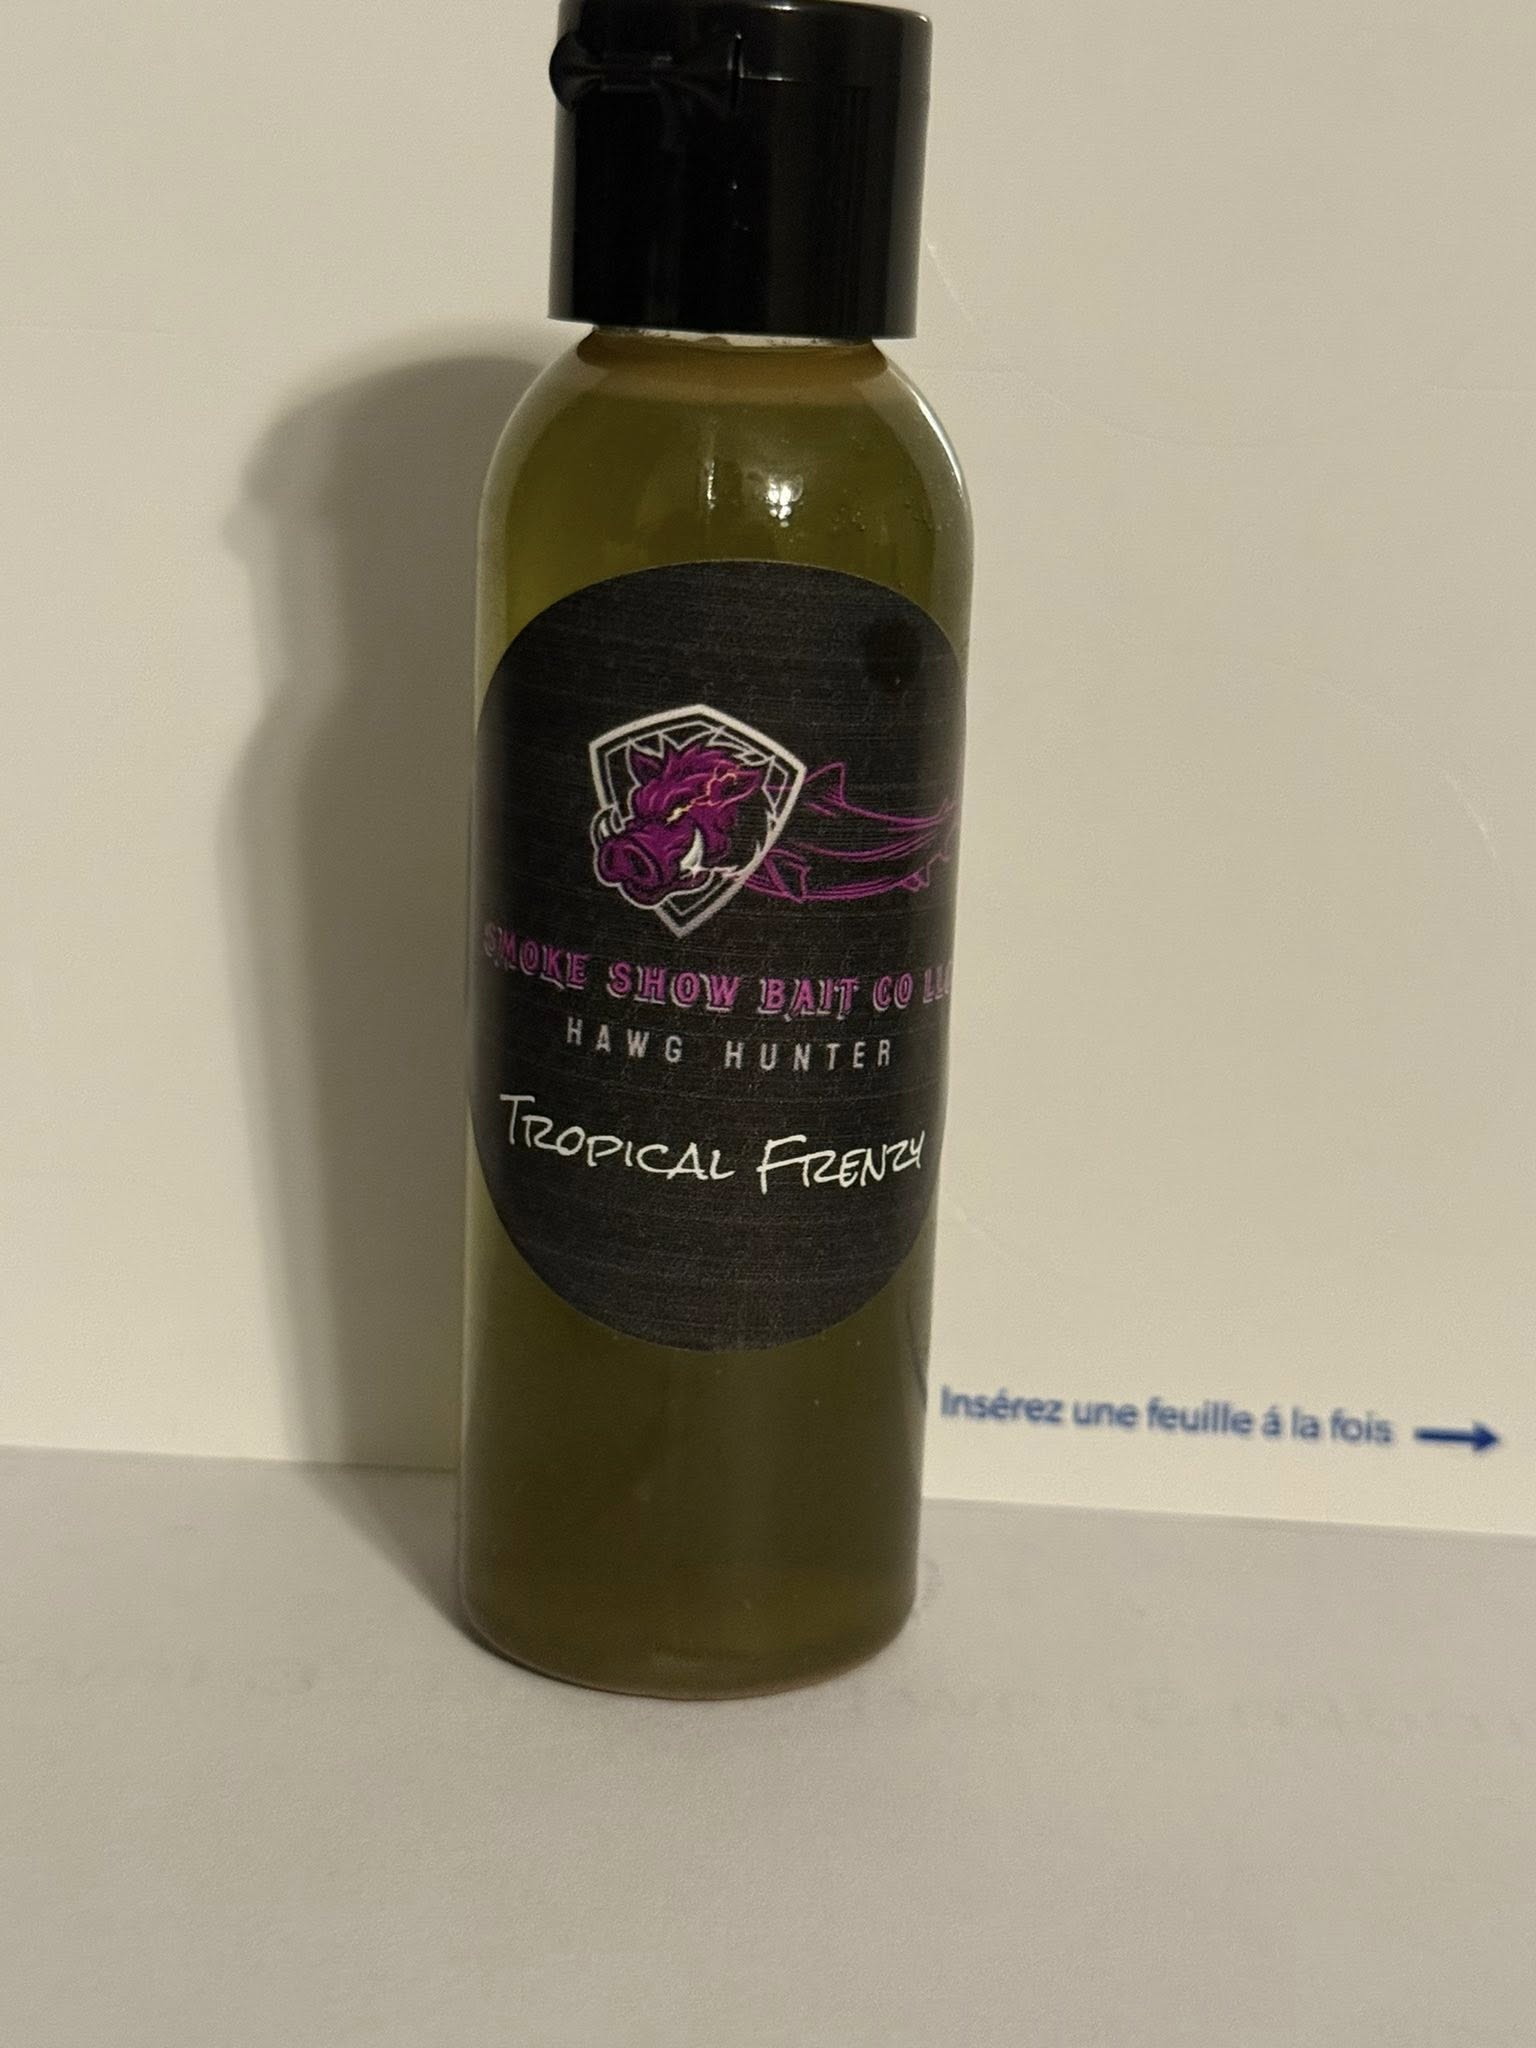 SMOKE SHOW BAIT CO LLC
HAWG HUNTER
TROPICAL FRENZY
Insérez une feuille á la fois